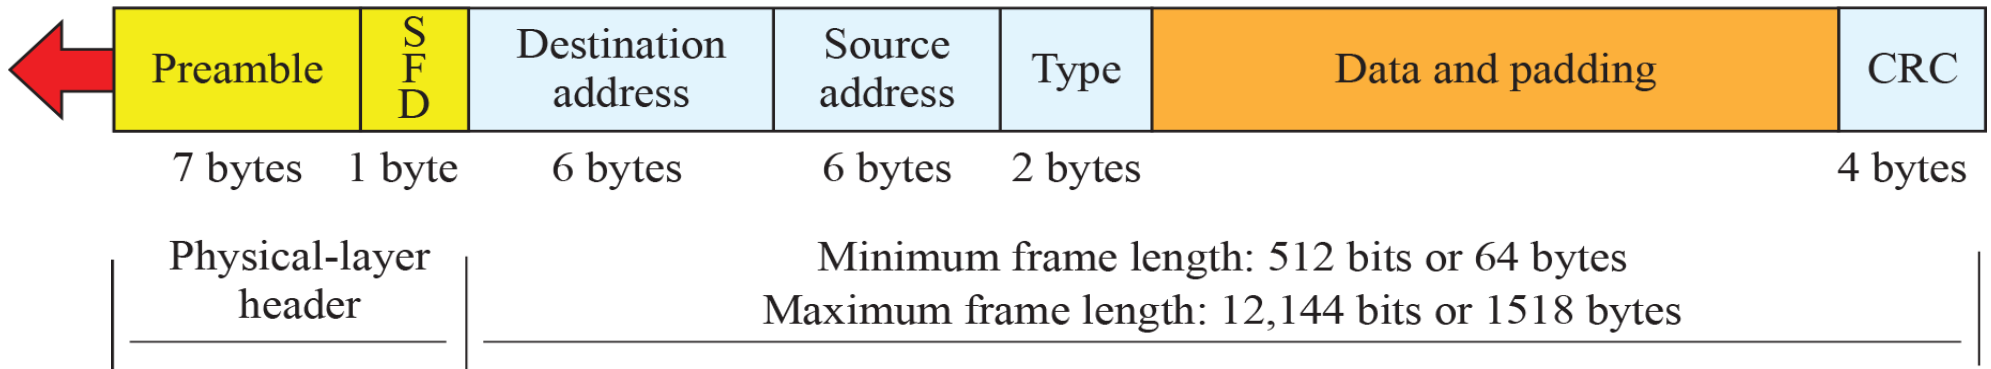 Preamble
S
F
D
Destination
address
Source
address
Type
Data and padding
CRC
7 bytes
1 byte
6 bytes
6 bytes
2 bytes
4 bytes
Physical-layer
header
Minimum frame length: 512 bits or 64 bytes
Maximum frame length: 12,144 bits or 1518 bytes